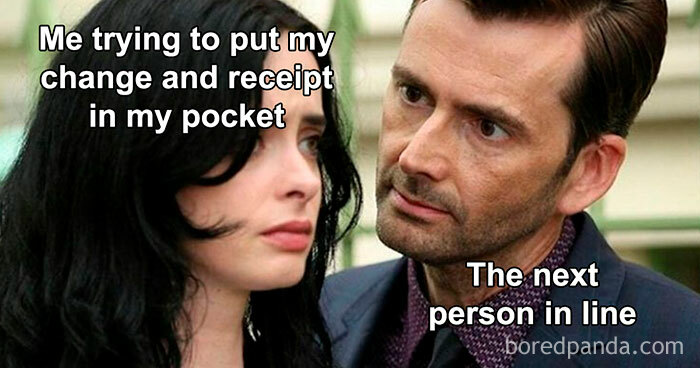 Me trying to put my
change and receipt
in my pocket
The next
person in line
boredpanda.com